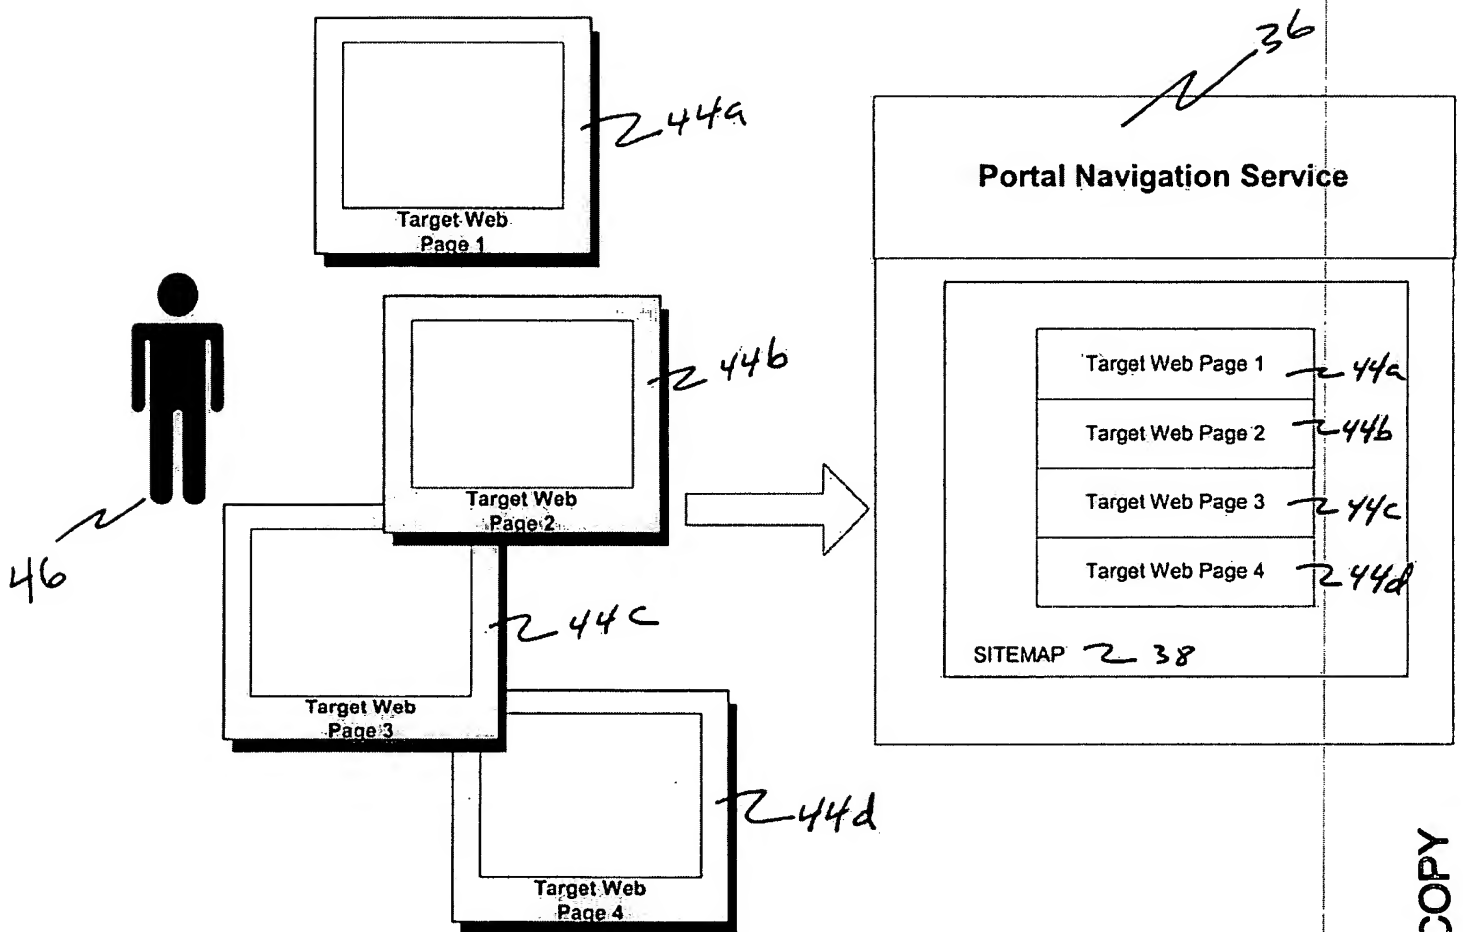 36
44a
Target Web
Page 1
Portal Navigation Service
44b
Target Web
Page 2
46
44c
Target Web
Page 3
44d
Target Web
Page 4
Target Web Page 1
44a
Target Web Page 2
44b
Target Web Page 3
44c
Target Web Page 4
44d
SITEMAP 38
COPY